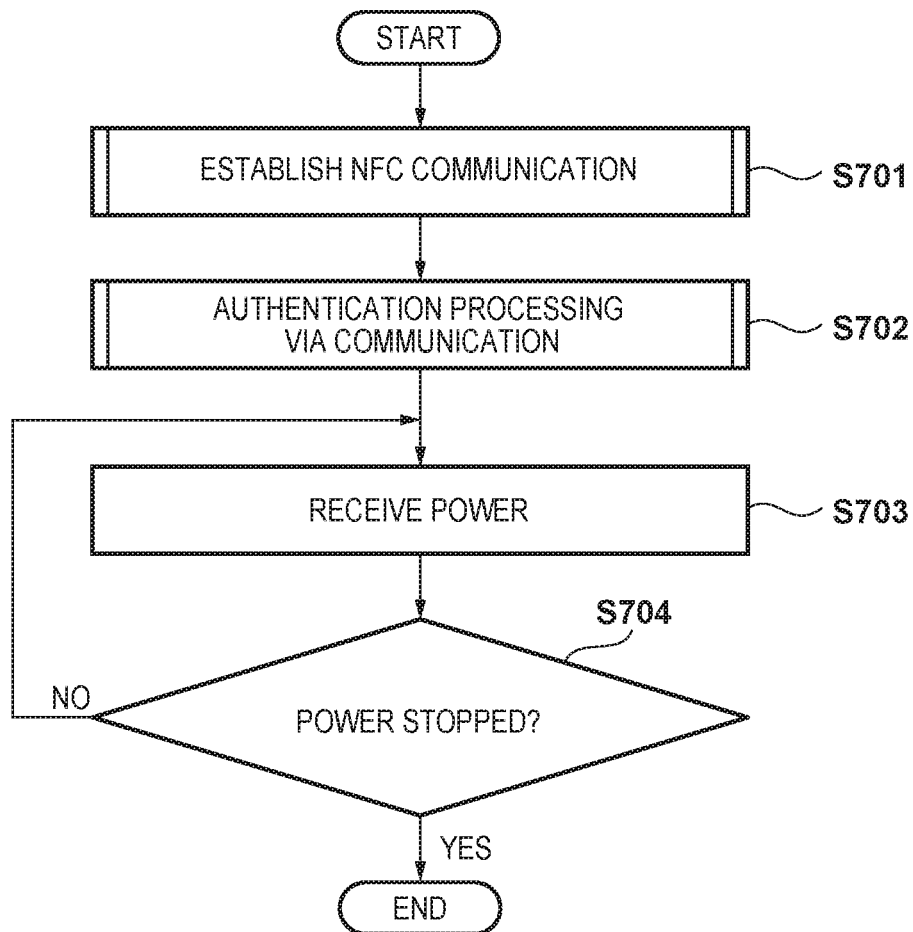 START
ESTABLISH NFC COMMUNICATION
S701
AUTHENTICATION PROCESSING
VIA COMMUNICATION
S702
RECEIVE POWER
S703
S704
NO
POWER STOPPED?
YES
END